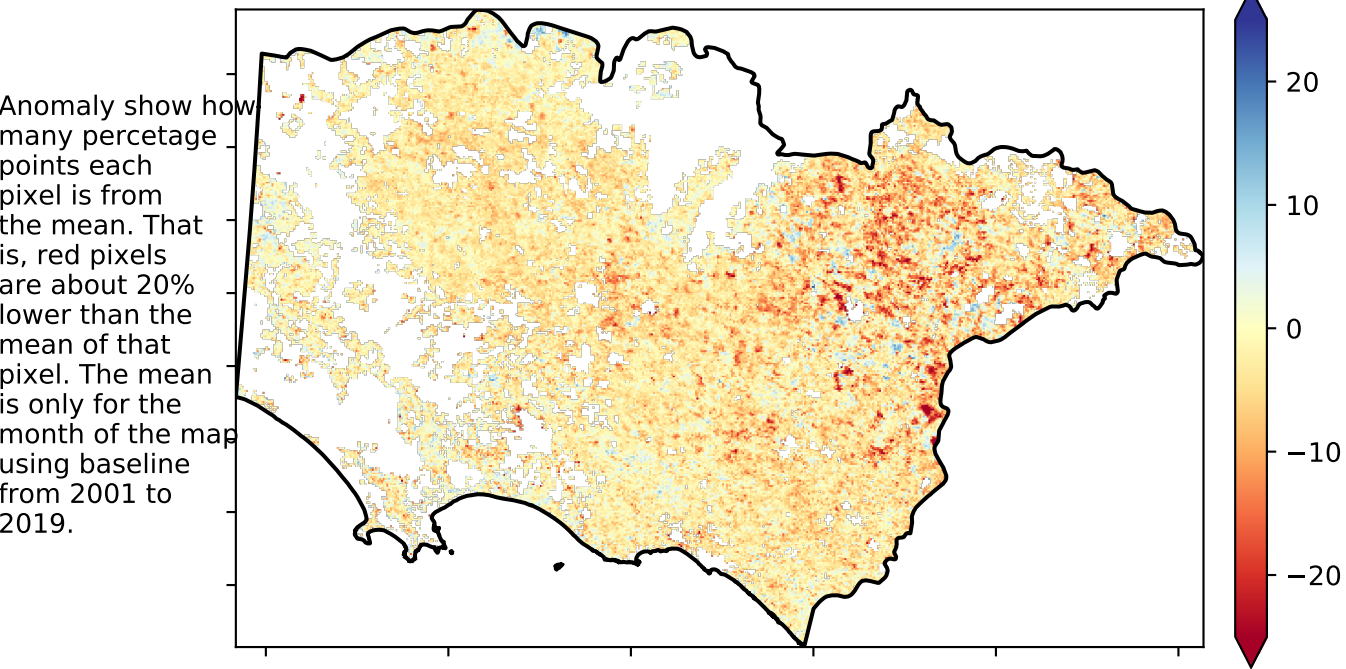 Anomaly show how
many percetage
points each
pixel is from
the mean. That
is, red pixels
are about 20%
lower than the
mean of that
pixel. The mean
is only for the
month of the map
using baseline
from 2001 to
2019.
20
10
0
−10
−20